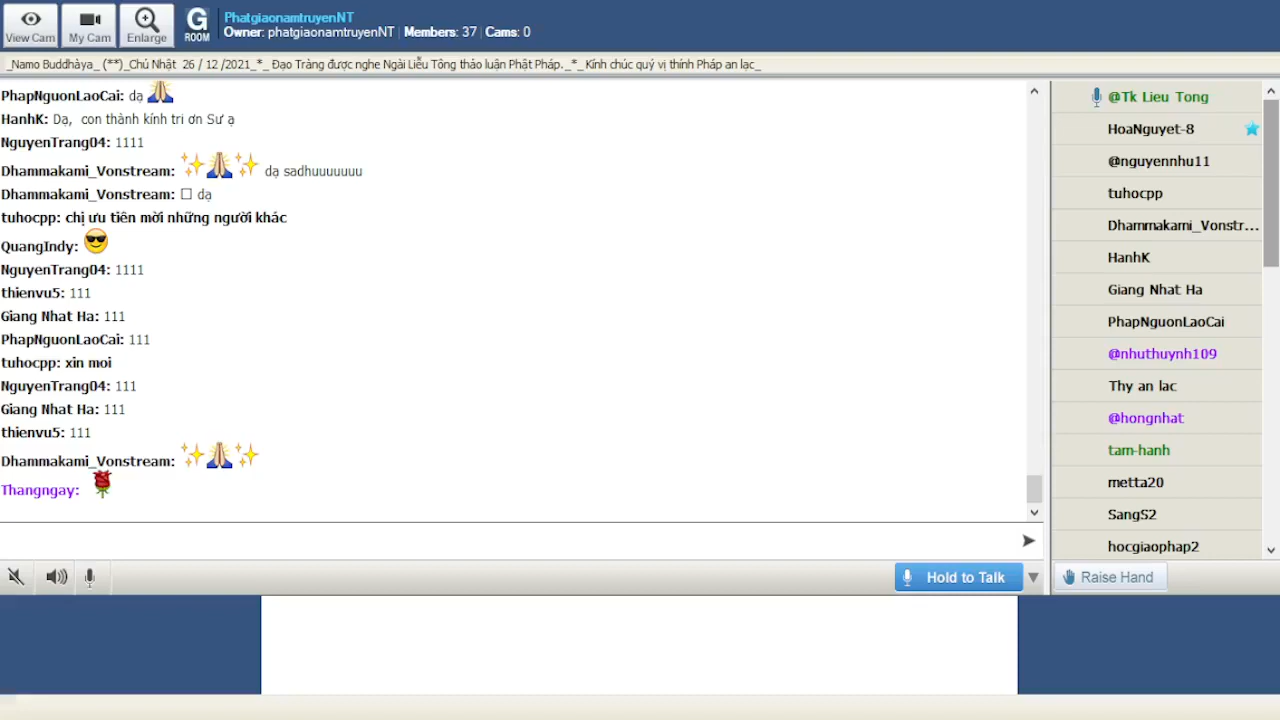 View Cam
My Cam
Enlarge
G
ROOM
PhatgiaonamtruyenNT
Owner: phatgiaonamtruyenNT | Members: 37 | Cams: 0
_Namo Buddhàya_ (**)_Chủ Nhật 26 / 12 /2021_*_ Đạo Tràng được nghe Ngài Liễu Tông thảo luận Phật Pháp._*_Kính chúc quý vị thính Pháp an lạc_
PhapNguonLaoCai: dạ
HanhK: Dạ, con thành kính tri ơn Sư ạ
NguyenTrang04: 1111
Dhammakami_Vonstream: dạ sadhuuuuuuu
Dhammakami_Vonstream: □ dạ
tuhocpp: chị ưu tiên mời những người khác
QuangIndy:
NguyenTrang04: 1111
thienvu5: 111
Giang Nhat Ha: 111
PhapNguonLaoCai: 111
tuhocpp: xin moi
NguyenTrang04: 111
Giang Nhat Ha: 111
thienvu5: 111
Dhammakami_Vonstream:
Thangngay:
@Tk Lieu Tong
HoaNguyet-8
@nguyennhu11
tuhocpp
Dhammakami_Vonstr...
HanhK
Giang Nhat Ha
PhapNguonLaoCai
@nhuthuynh109
Thy an lac
@hongnhat
tam-hanh
metta20
SangS2
hocgiaophap2
Hold to Talk
Raise Hand